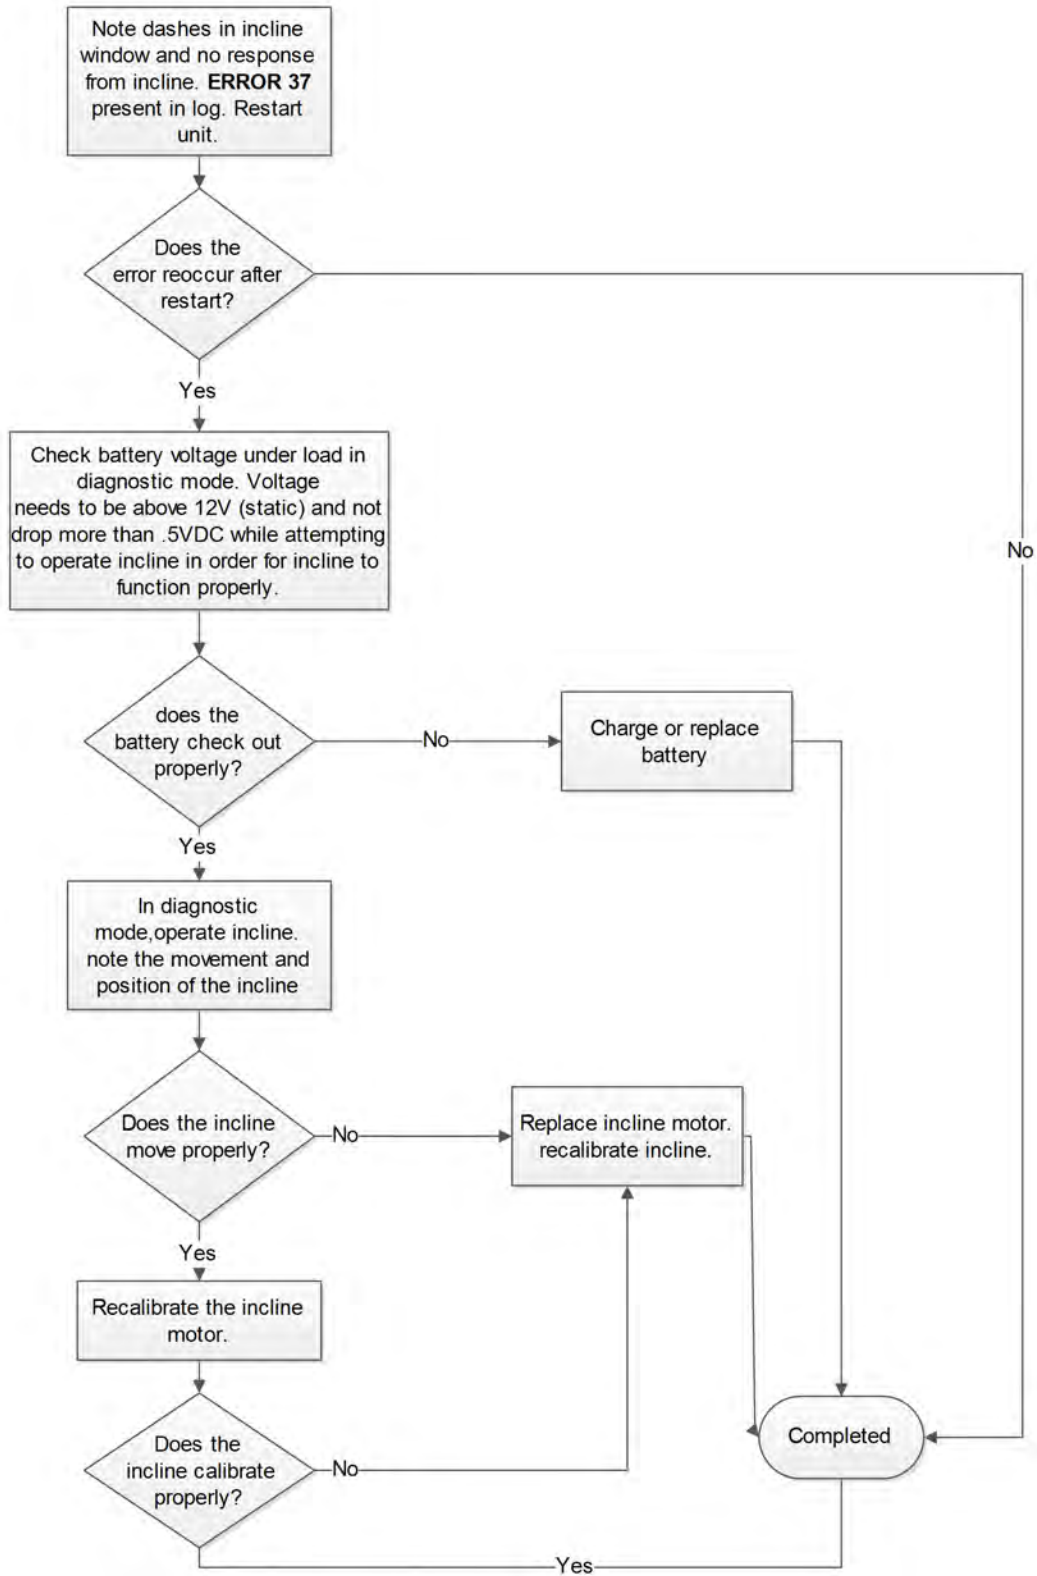 Note dashes in incline
window and no response
from incline. ERROR 37
present in log. Restart
unit.
Does the
error reoccur after
restart?
Yes
No
Check battery voltage under load in
diagnostic mode. Voltage
needs to be above 12V (static) and not
drop more than .5VDC while attempting
to operate incline in order for incline to
function properly.
does the
battery check out
properly?
No
Charge or replace
battery
Yes
In diagnostic
mode,operate incline.
note the movement and
position of the incline
Does the incline
move properly?
No
Replace incline motor.
recalibrate incline.
Yes
Recalibrate the incline
motor.
Does the
incline calibrate
properly?
No
Completed
Yes